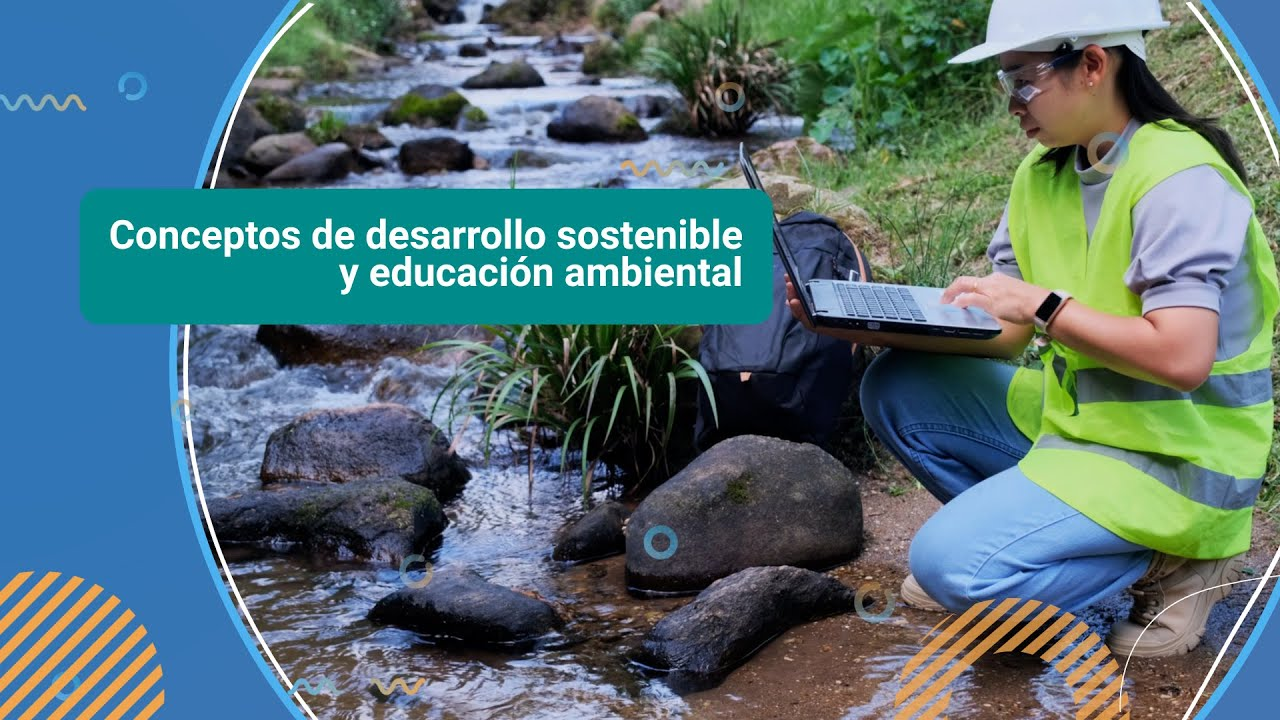 Conceptos de desarrollo sostenible
y educación ambiental